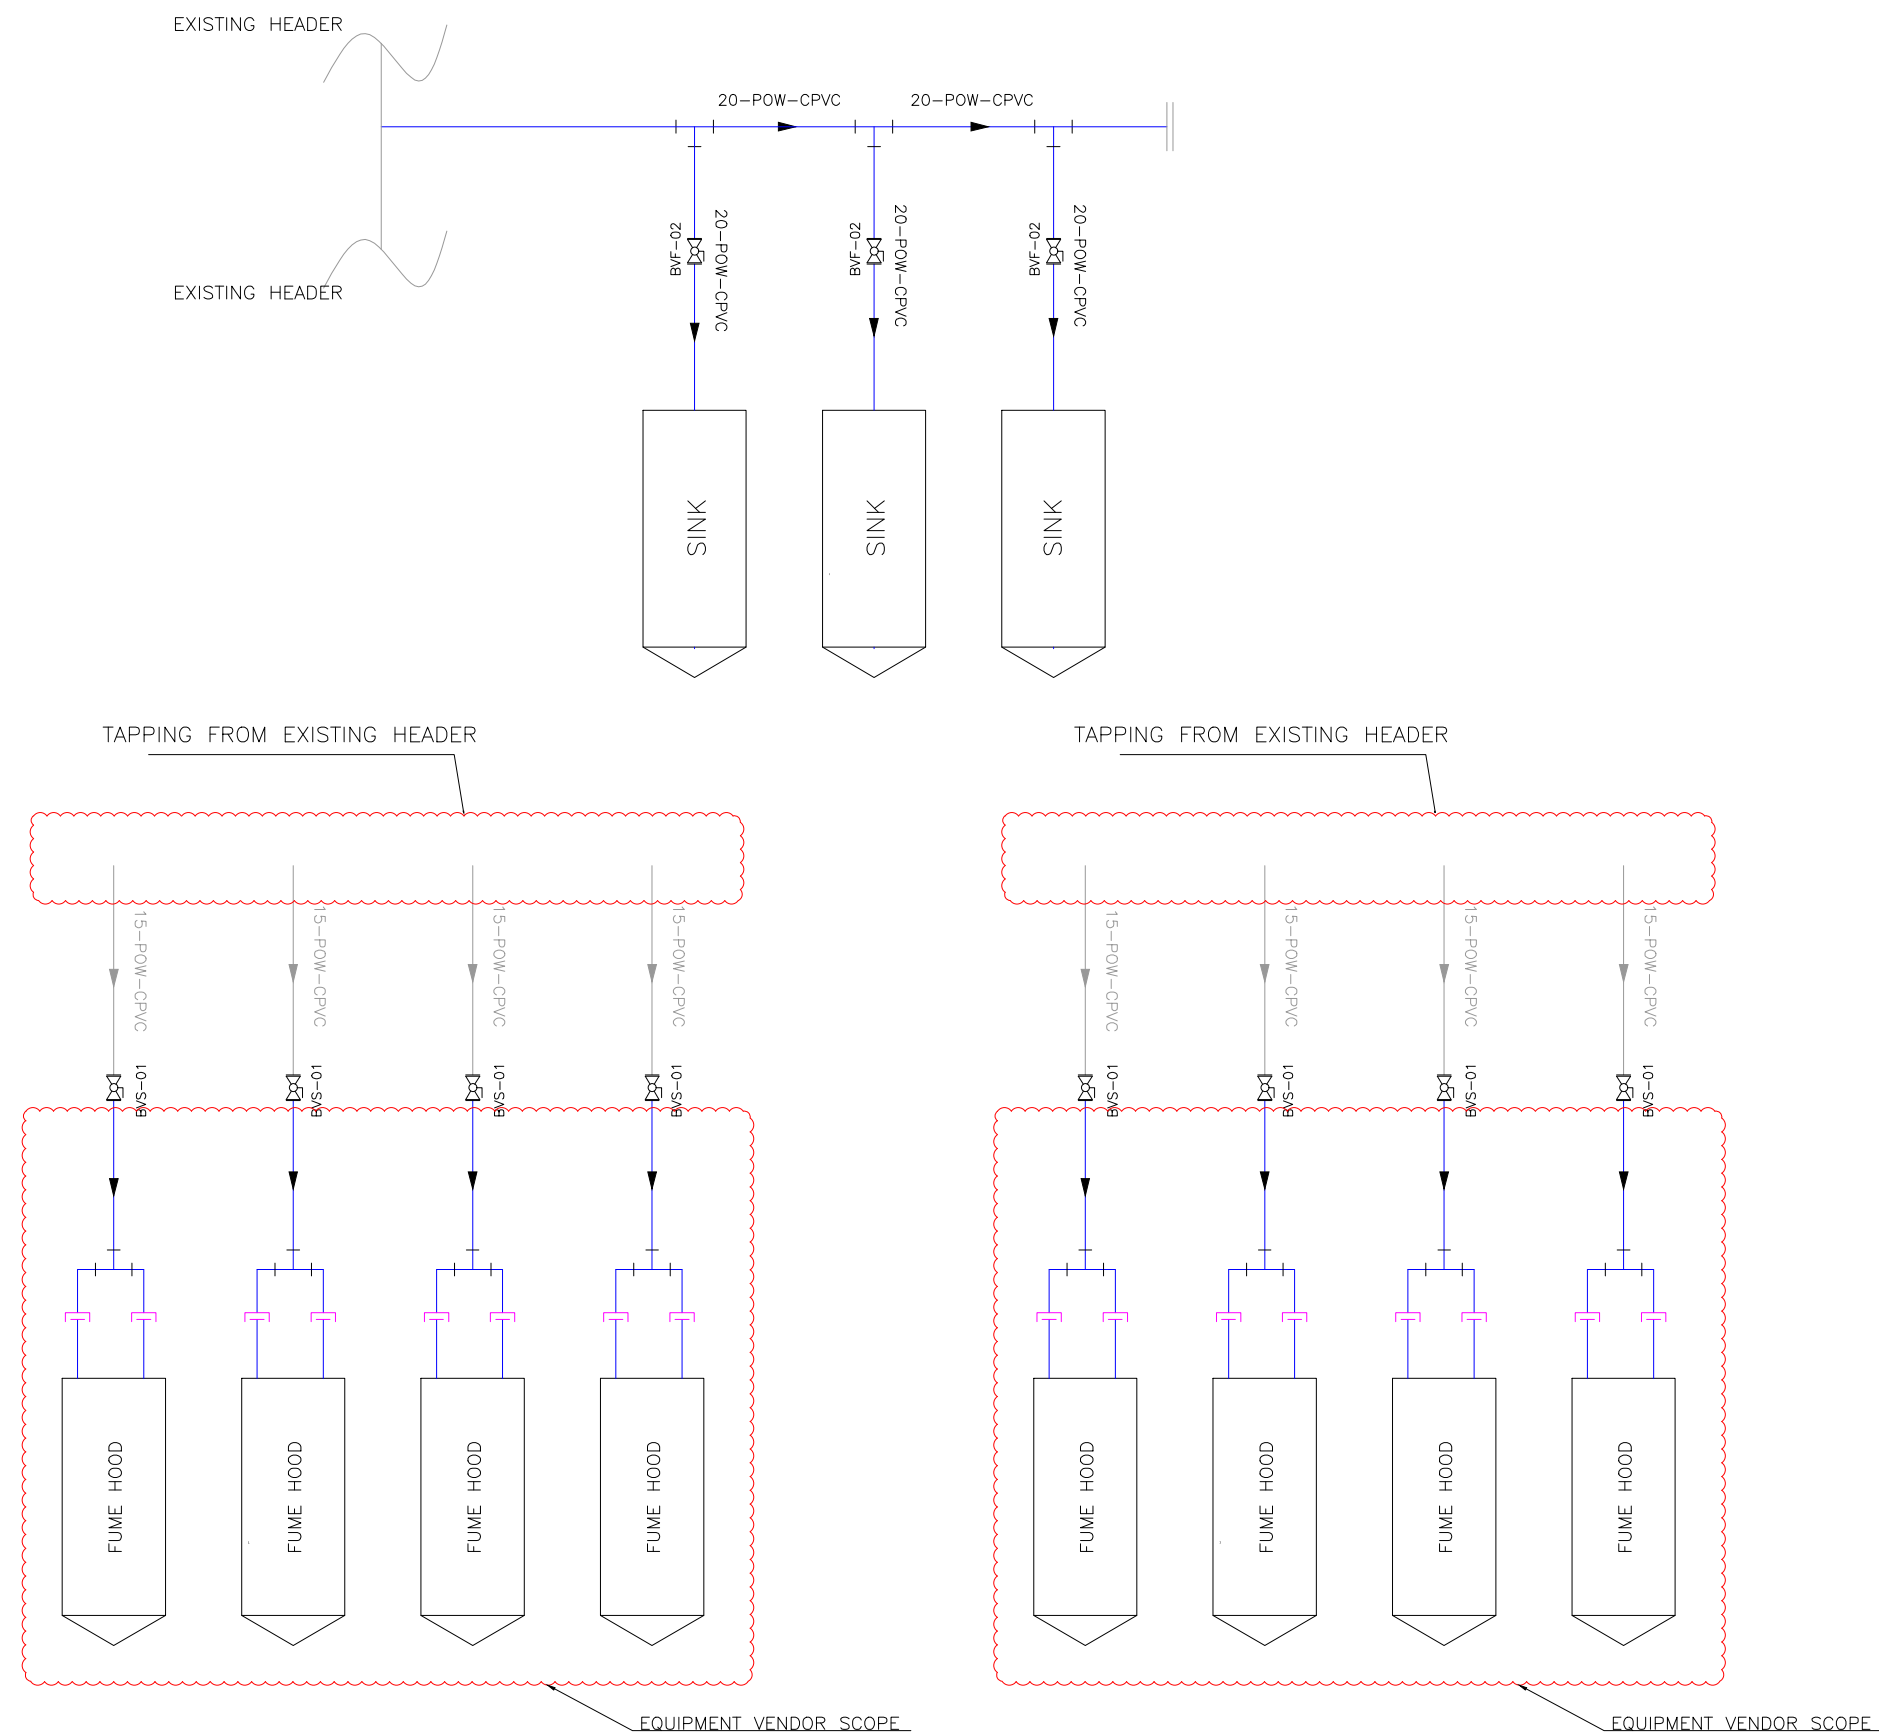 EXISTING HEADER
20-POW-CPVC
20-POW-CPVC
BVF-02
20-POW-CPVC
BVF-02
20-POW-CPVC
BVF-02
20-POW-CPVC
EXISTING HEADER
SINK
SINK
SINK
TAPPING FROM EXISTING HEADER
TAPPING FROM EXISTING HEADER
15-POW-CPVC
15-POW-CPVC
15-POW-CPVC
15-POW-CPVC
15-POW-CPVC
15-POW-CPVC
15-POW-CPVC
15-POW-CPVC
BVS-01
BVS-01
BVS-01
BVS-01
BVS-01
BVS-01
BVS-01
BVS-01
FUME HOOD
FUME HOOD
FUME HOOD
FUME HOOD
FUME HOOD
FUME HOOD
FUME HOOD
FUME HOOD
EQUIPMENT VENDOR SCOPE
EQUIPMENT VENDOR SCOPE